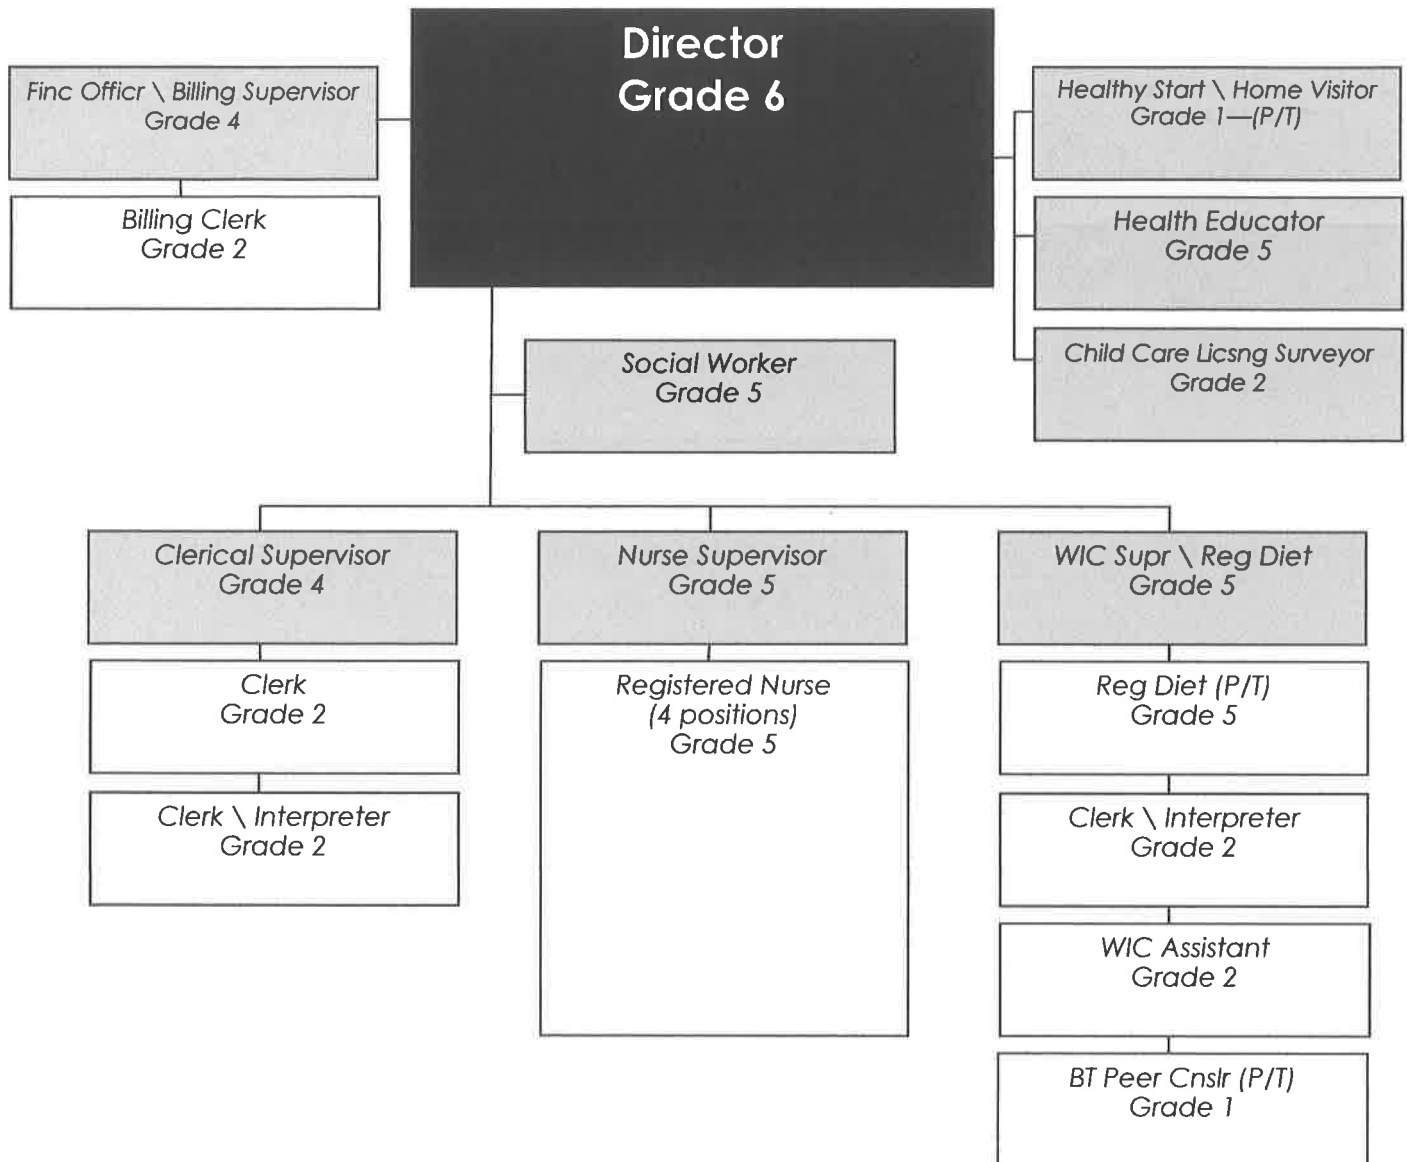 Director
Grade 6
Finc Officr \ Billing Supervisor
Grade 4
Billing Clerk
Grade 2
Healthy Start \ Home Visitor
Grade 1—(P/T)
Health Educator
Grade 5
Child Care Licsng Surveyor
Grade 2
Social Worker
Grade 5
Clerical Supervisor
Grade 4
Clerk
Grade 2
Clerk \ Interpreter
Grade 2
Nurse Supervisor
Grade 5
Registered Nurse
(4 positions)
Grade 5
WIC Supr \ Reg Diet
Grade 5
Reg Diet (P/T)
Grade 5
Clerk \ Interpreter
Grade 2
WIC Assistant
Grade 2
BT Peer Cnslr (P/T)
Grade 1